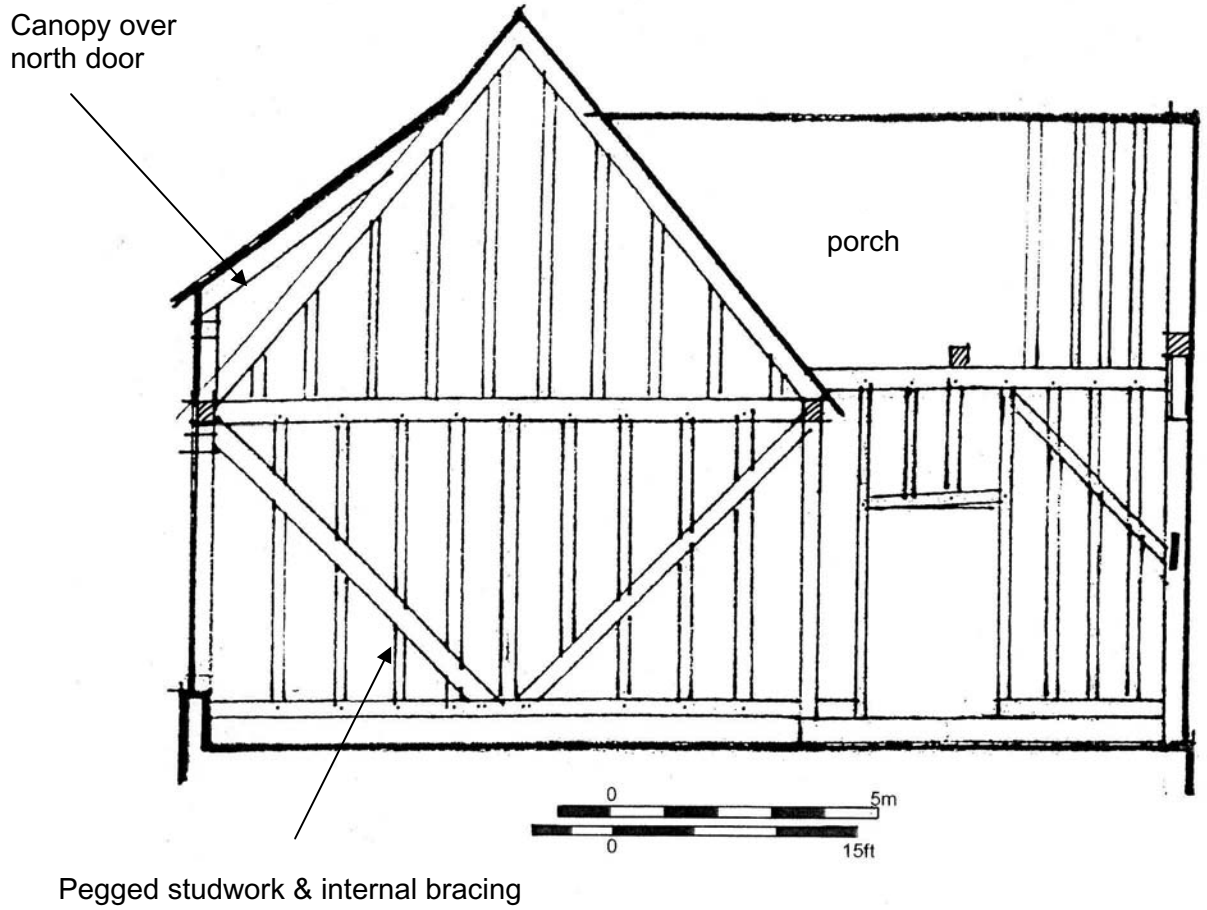 Canopy over
north door
porch
0 5m
0 15ft
Pegged studwork & internal bracing